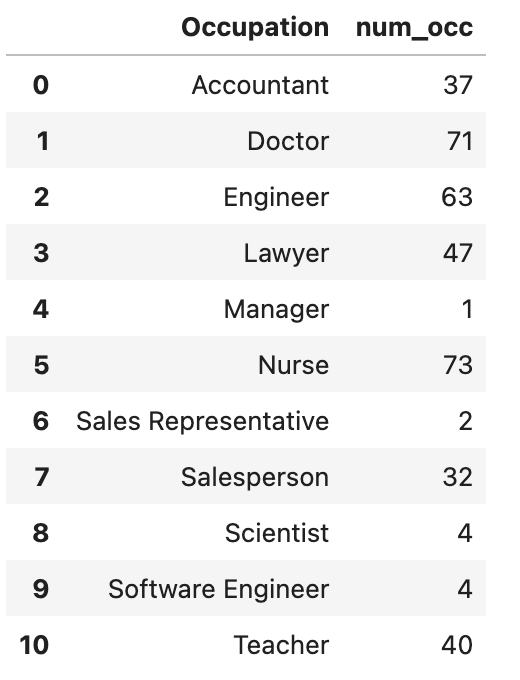 Occupation num_occ
0 Accountant 37
1 Doctor 71
2 Engineer 63
3 Lawyer 47
4 Manager 1
5 Nurse 73
6 Sales Representative 2
7 Salesperson 32
8 Scientist 4
9 Software Engineer 4
10 Teacher 40